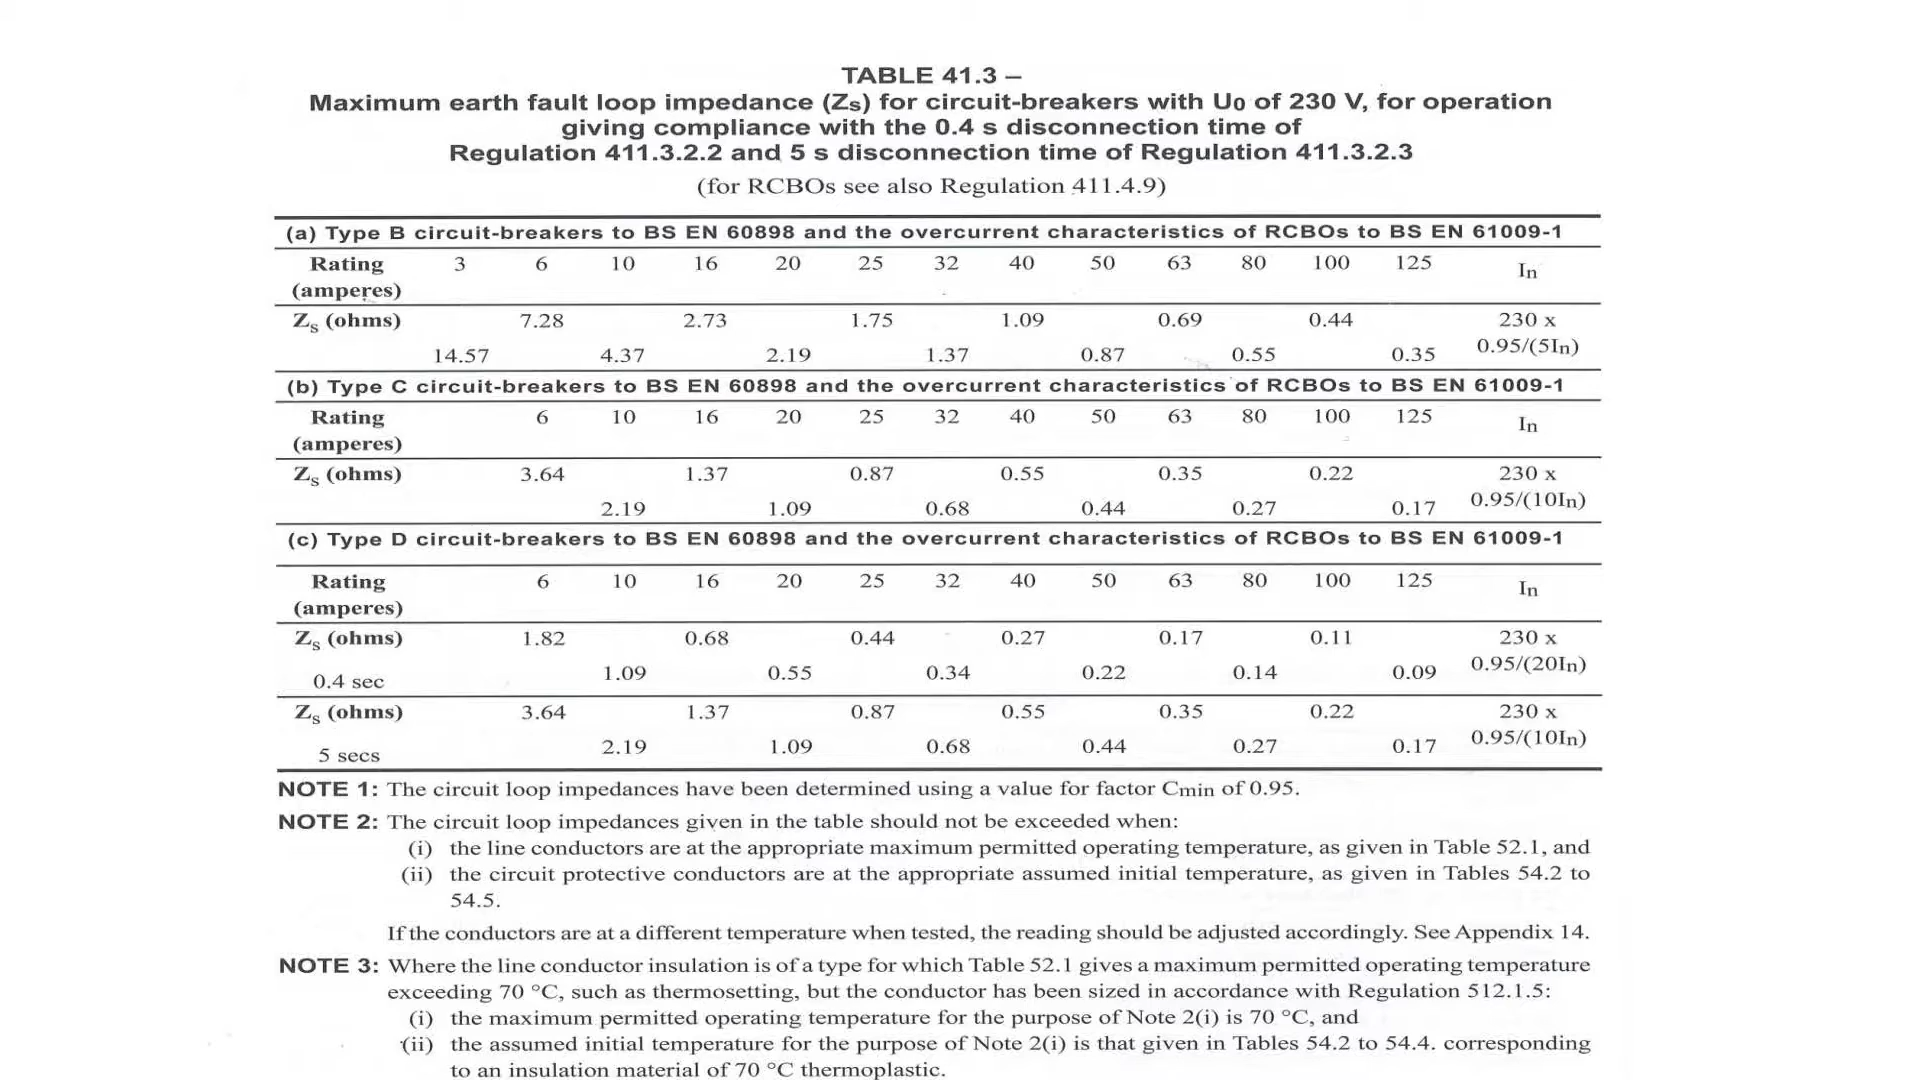 TABLE 41.3 –
Maximum earth fault loop impedance (Zs) for circuit-breakers with U0 of 230 V, for operation
giving compliance with the 0.4 s disconnection time of
Regulation 411.3.2.2 and 5 s disconnection time of Regulation 411.3.2.3
(for RCBOs see also Regulation 411.4.9)
(a) Type B circuit-breakers to BS EN 60898 and the overcurrent characteristics of RCBOs to BS EN 61009-1
Rating 3 6 10 16 20 25 32 40 50 63 80 100 125 In
(amperes)
Zs (ohms) 7.28 2.73 1.75 1.09 0.69 0.44 230 x
14.57 4.37 2.19 1.37 0.87 0.55 0.35 0.95/(5In)
(b) Type C circuit-breakers to BS EN 60898 and the overcurrent characteristics of RCBOs to BS EN 61009-1
Rating 6 10 16 20 25 32 40 50 63 80 100 125 In
(amperes)
Zs (ohms) 3.64 1.37 0.87 0.55 0.35 0.22 230 x
2.19 1.09 0.68 0.44 0.27 0.17 0.95/(10In)
(c) Type D circuit-breakers to BS EN 60898 and the overcurrent characteristics of RCBOs to BS EN 61009-1
Rating 6 10 16 20 25 32 40 50 63 80 100 125 In
(amperes)
Zs (ohms) 1.82 0.68 0.44 0.27 0.17 0.11 230 x
0.4 sec 1.09 0.55 0.34 0.22 0.14 0.09 0.95/(20In)
Zs (ohms) 3.64 1.37 0.87 0.55 0.35 0.22 230 x
5 secs 2.19 1.09 0.68 0.44 0.27 0.17 0.95/(10In)
NOTE 1: The circuit loop impedances have been determined using a value for factor Cmin of 0.95.
NOTE 2: The circuit loop impedances given in the table should not be exceeded when:
(i) the line conductors are at the appropriate maximum permitted operating temperature, as given in Table 52.1, and
(ii) the circuit protective conductors are at the appropriate assumed initial temperature, as given in Tables 54.2 to
54.5.
If the conductors are at a different temperature when tested, the reading should be adjusted accordingly. See Appendix 14.
NOTE 3: Where the line conductor insulation is of a type for which Table 52.1 gives a maximum permitted operating temperature
exceeding 70 °C, such as thermosetting, but the conductor has been sized in accordance with Regulation 512.1.5:
(i) the maximum permitted operating temperature for the purpose of Note 2(i) is 70 °C, and
(ii) the assumed initial temperature for the purpose of Note 2(i) is that given in Tables 54.2 to 54.4. corresponding
to an insulation material of 70 °C thermoplastic.